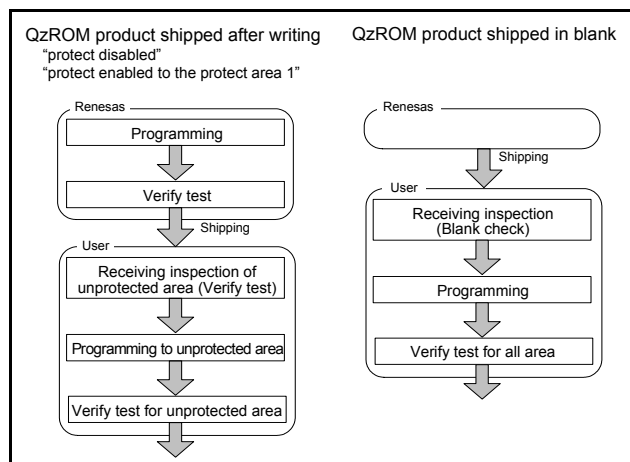 QzROM product shipped after writing
“protect disabled”
“protect enabled to the protect area 1”
Renesas
Programming
Verify test
Shipping
User
Receiving inspection of
unprotected area (Verify test)
Programming to unprotected area
Verify test for unprotected area
QzROM product shipped in blank
Renesas
Shipping
User
Receiving inspection
(Blank check)
Programming
Verify test for all area